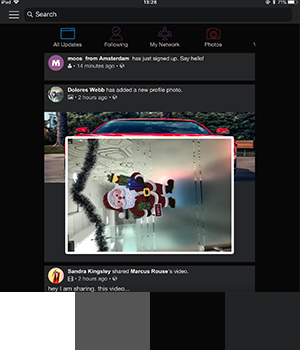 iPad
13:28
71%
Search
All Updates
Following
My Network
Photos
M
moos from Amsterdam has just signed up. Say hello!
14 minutes ago
Dolores Webb has added a new profile photo.
2 hours ago
Sandra Kingsley shared Marcus Rouse's video.
2 hours ago
hey I am sharing. this video...